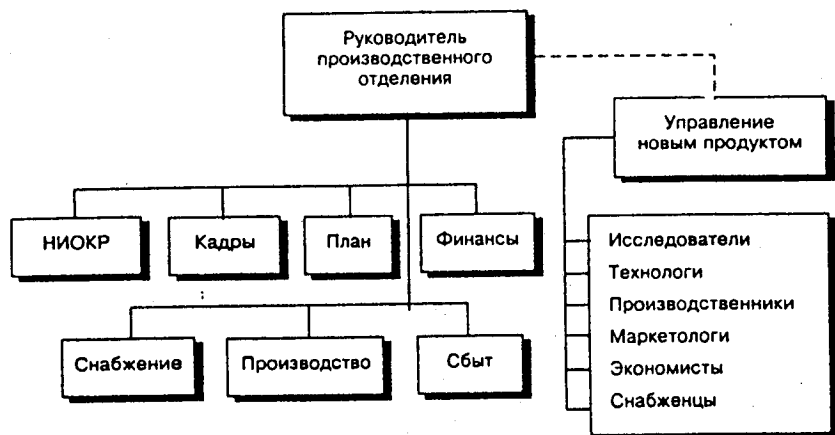 Руководитель
производственного
отделения
Управление
новым продуктом
НИОКР
Кадры
План
Финансы
Исследователи
Технологи
Производственники
Маркетологи
Экономисты
Снабженцы
Снабжение
Производство
Сбыт